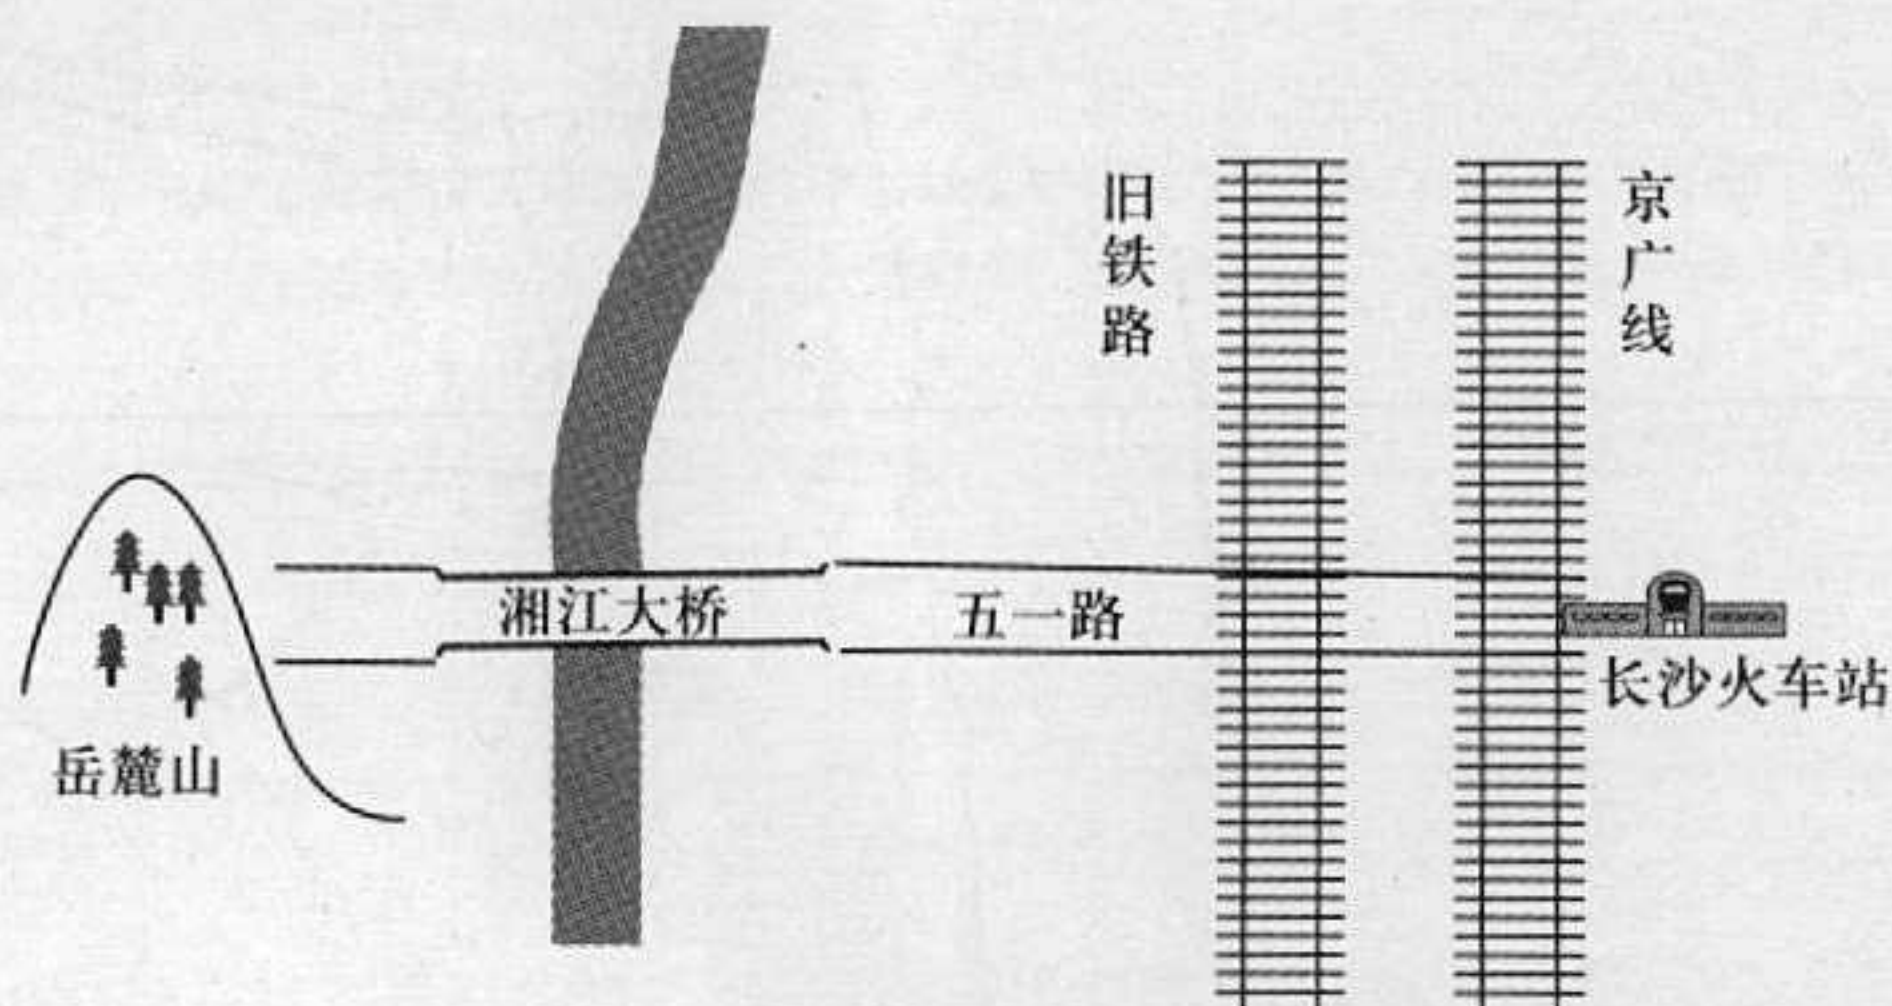 旧铁路
京广线
湘江大桥
五一路
长沙火车站
岳麓山